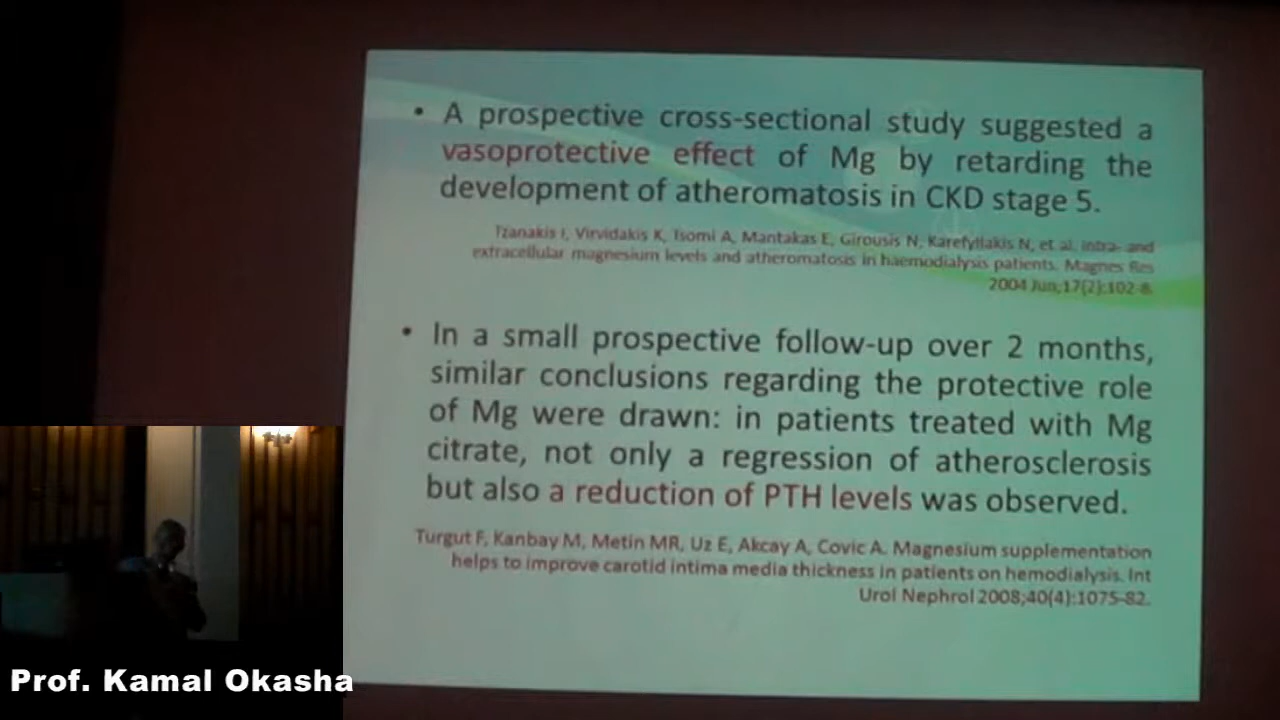 • A prospective cross-sectional study suggested a
vasoprotective effect of Mg by retarding the
development of atheromatosis in CKD stage 5.
Tzanakis I, Virvidakis K, Tsomi A, Mantakas E, Girousis N, Karefyllakis N, et al. Intra- and
extracellular magnesium levels and atheromatosis in haemodialysis patients. Magnes Res
2004 Jun;17(2):102-8.
• In a small prospective follow-up over 2 months,
similar conclusions regarding the protective role
of Mg were drawn: in patients treated with Mg
citrate, not only a regression of atherosclerosis
but also a reduction of PTH levels was observed.
Turgut F, Kanbay M, Metin MR, Uz E, Akcay A, Covic A. Magnesium supplementation
helps to improve carotid intima media thickness in patients on hemodialysis. Int
Urol Nephrol 2008;40(4):1075-82.
Prof. Kamal Okasha